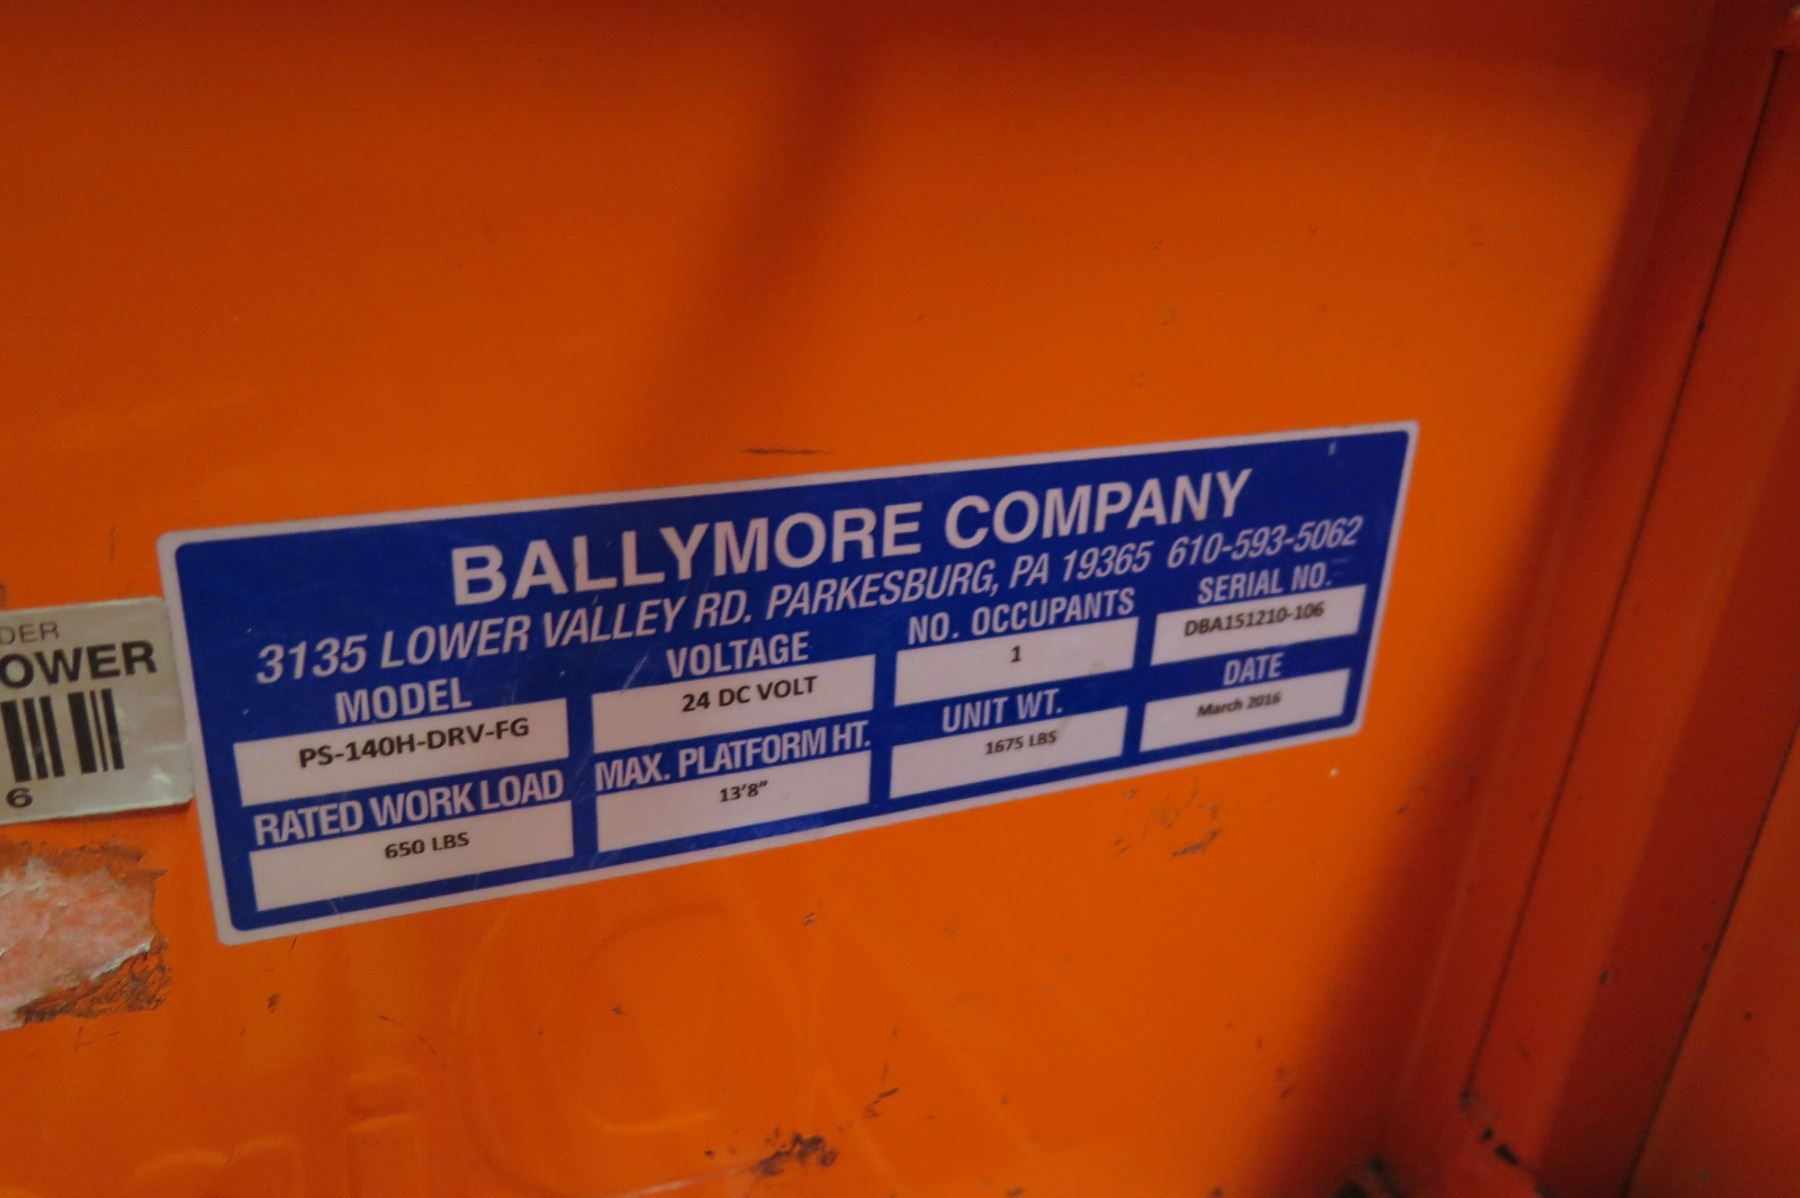 BALLYMORE COMPANY
3135 LOWER VALLEY RD. PARKESBURG, PA 19365 610-593-5062
MODEL VOLTAGE NO. OCCUPANTS SERIAL NO.
PS-140H-DRV-FG 24 DC VOLT 1 DBA151210-106
RATED WORK LOAD MAX. PLATFORM HT. UNIT WT. DATE
650 LBS 13'8" 1675 LBS March 2016
DER
OWER
6